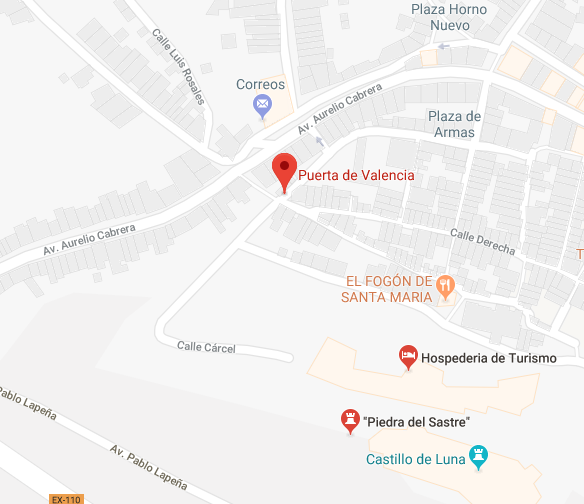 Plaza Horno
Nuevo
Calle Luis Rosales
Correos
Av. Aurelio Cabrera
Plaza de
Armas
Puerta de Valencia
Av. Aurelio Cabrera
Calle Derecha
T
EL FOGÓN DE
SANTA MARIA
Calle Cárcel
Hospederia de Turismo
Pablo Lapeña
"Piedra del Sastre"
Av. Pablo Lapeña
Castillo de Luna
EX-110